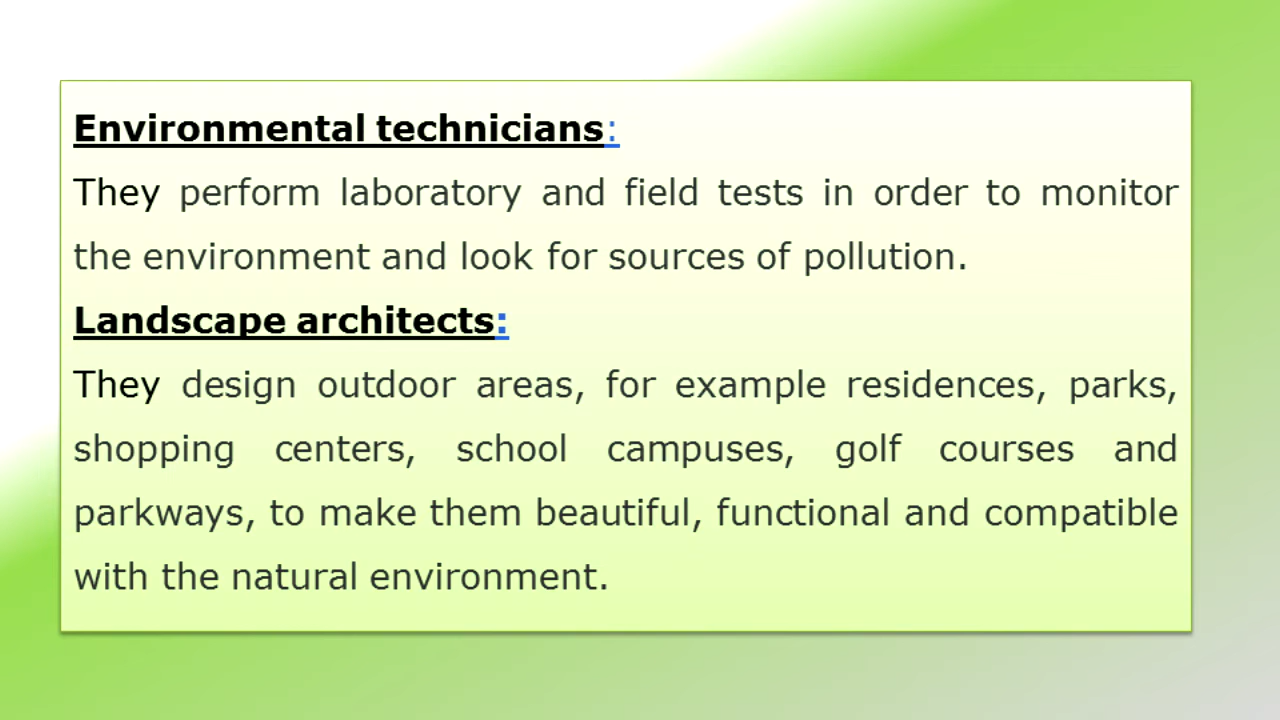 Environmental technicians:
They perform laboratory and field tests in order to monitor
the environment and look for sources of pollution.
Landscape architects:
They design outdoor areas, for example residences, parks,
shopping centers, school campuses, golf courses and
parkways, to make them beautiful, functional and compatible
with the natural environment.